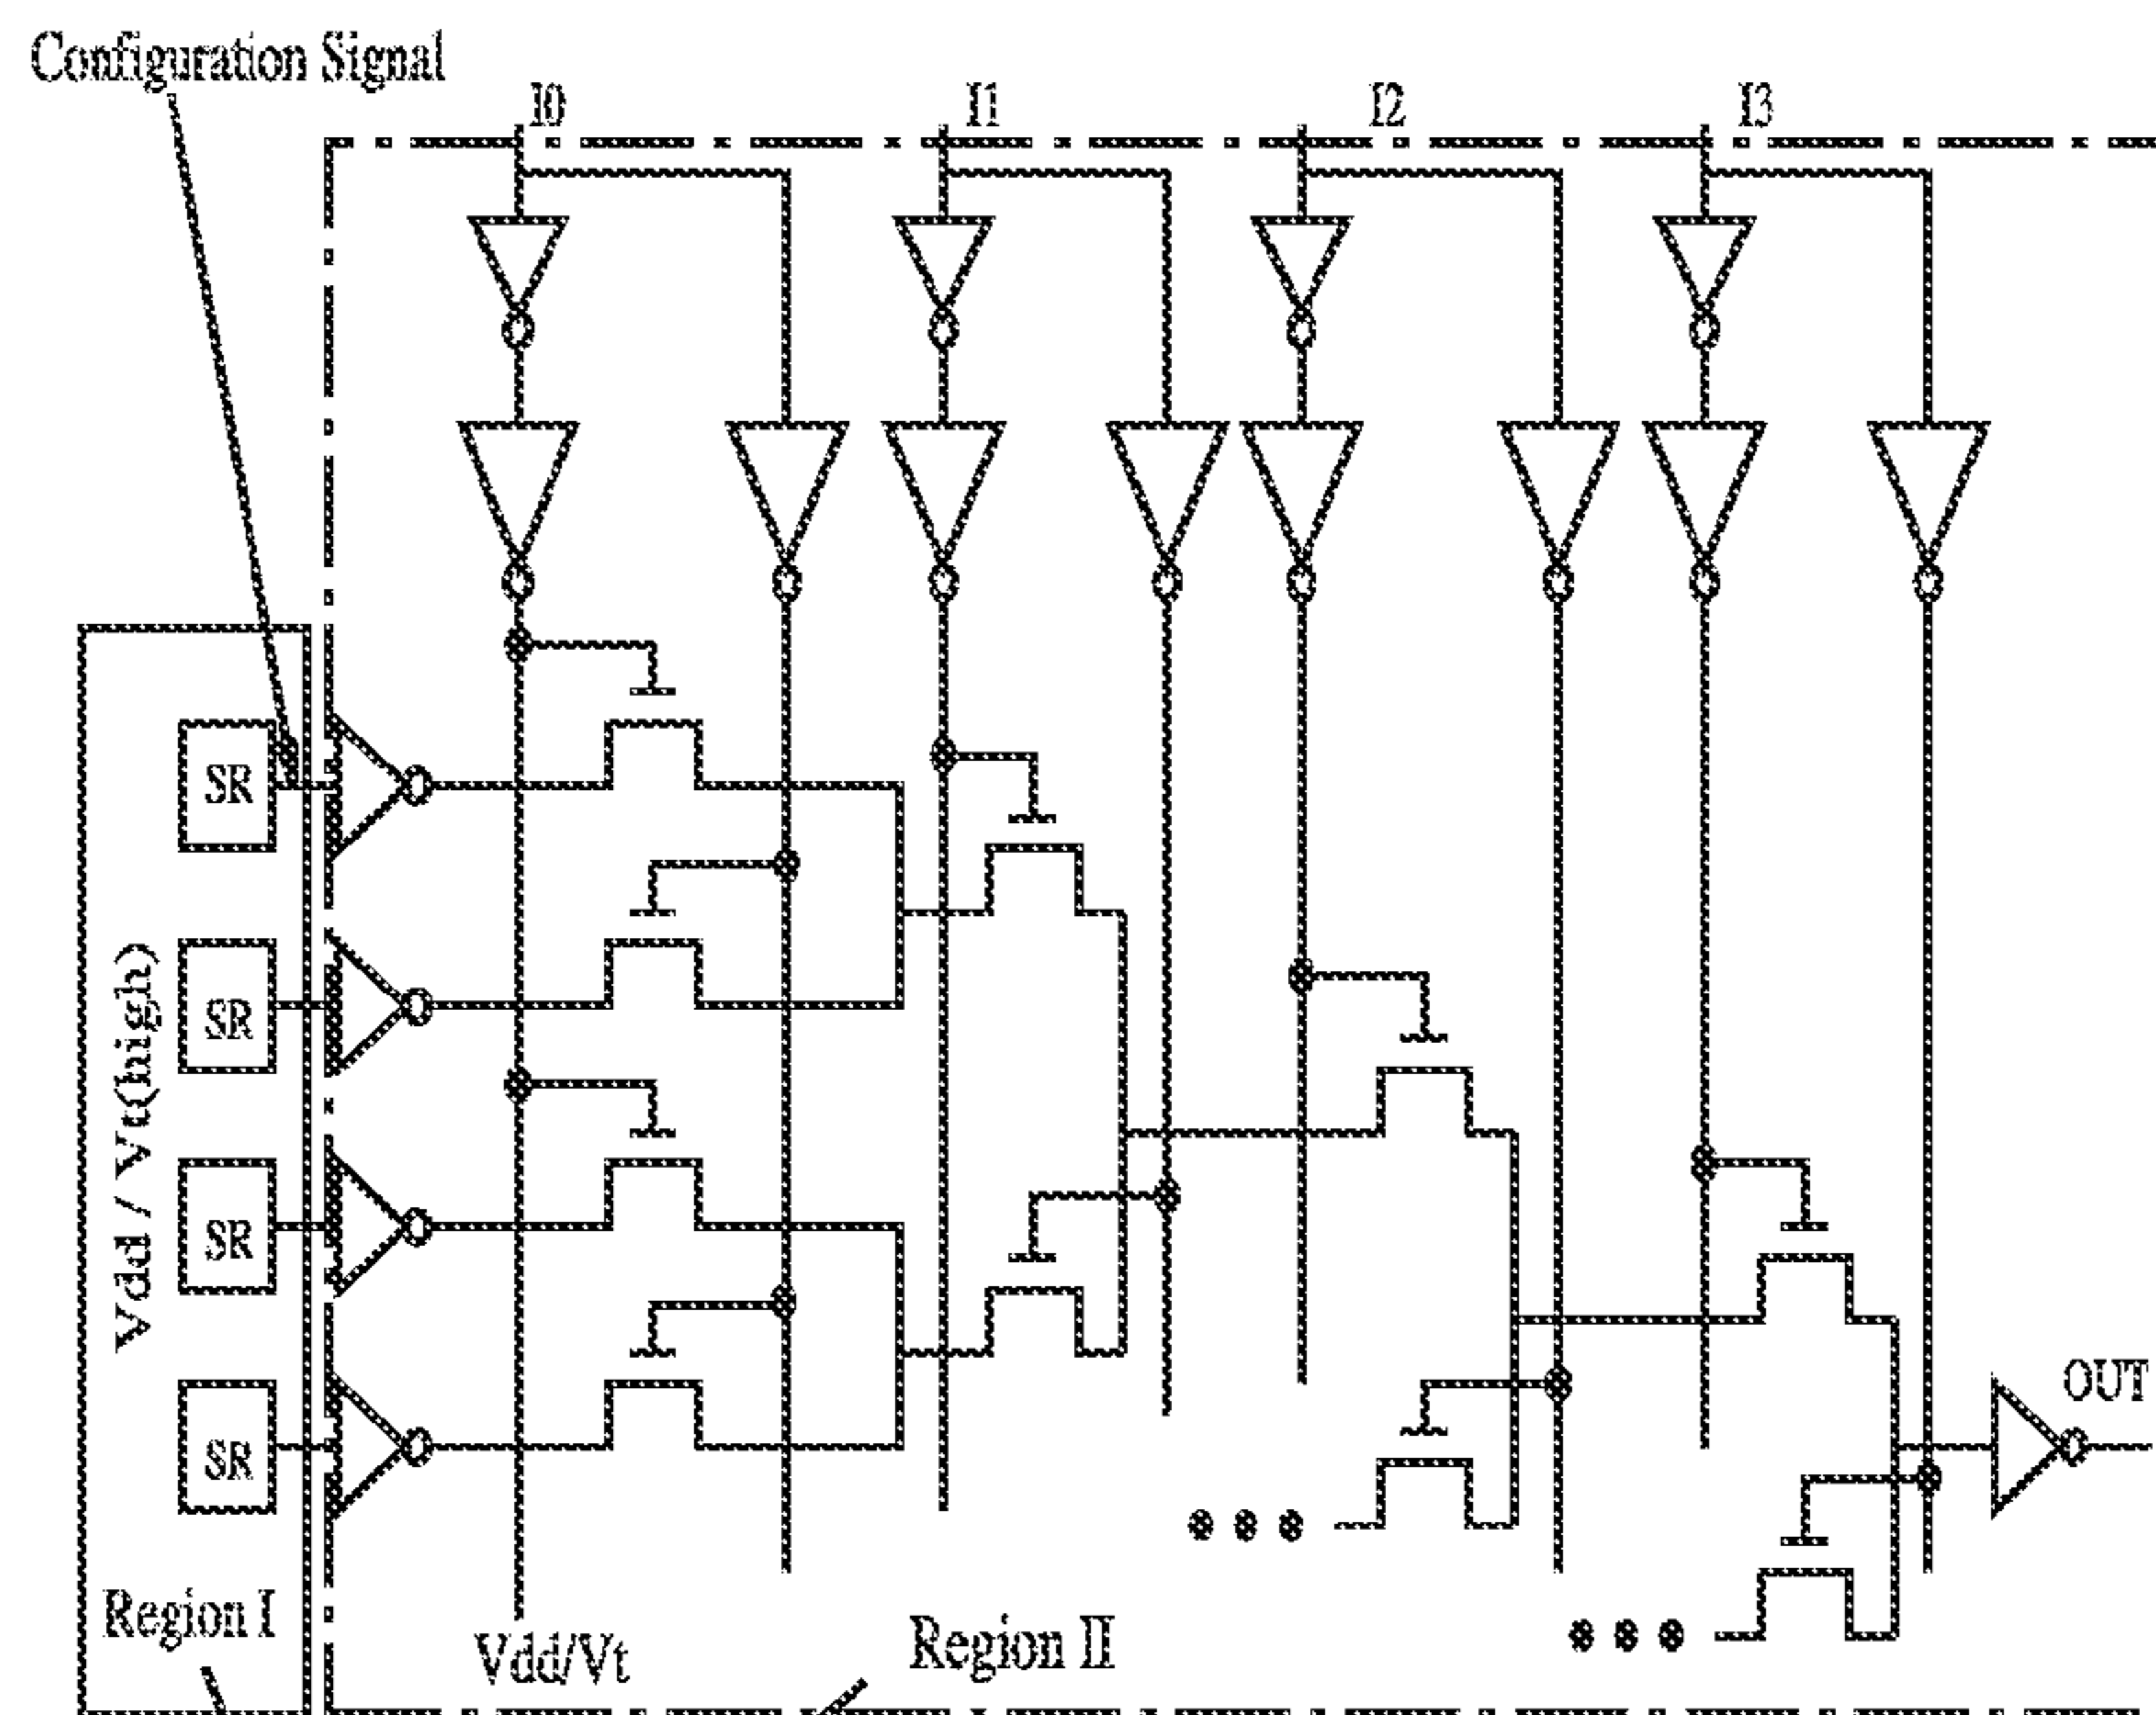 Configuration Signal
I0
I1
I2
I3
SR
SR
SR
SR
Vdd / Vt(high)
OUT
Region I
Vdd/Vt
Region II